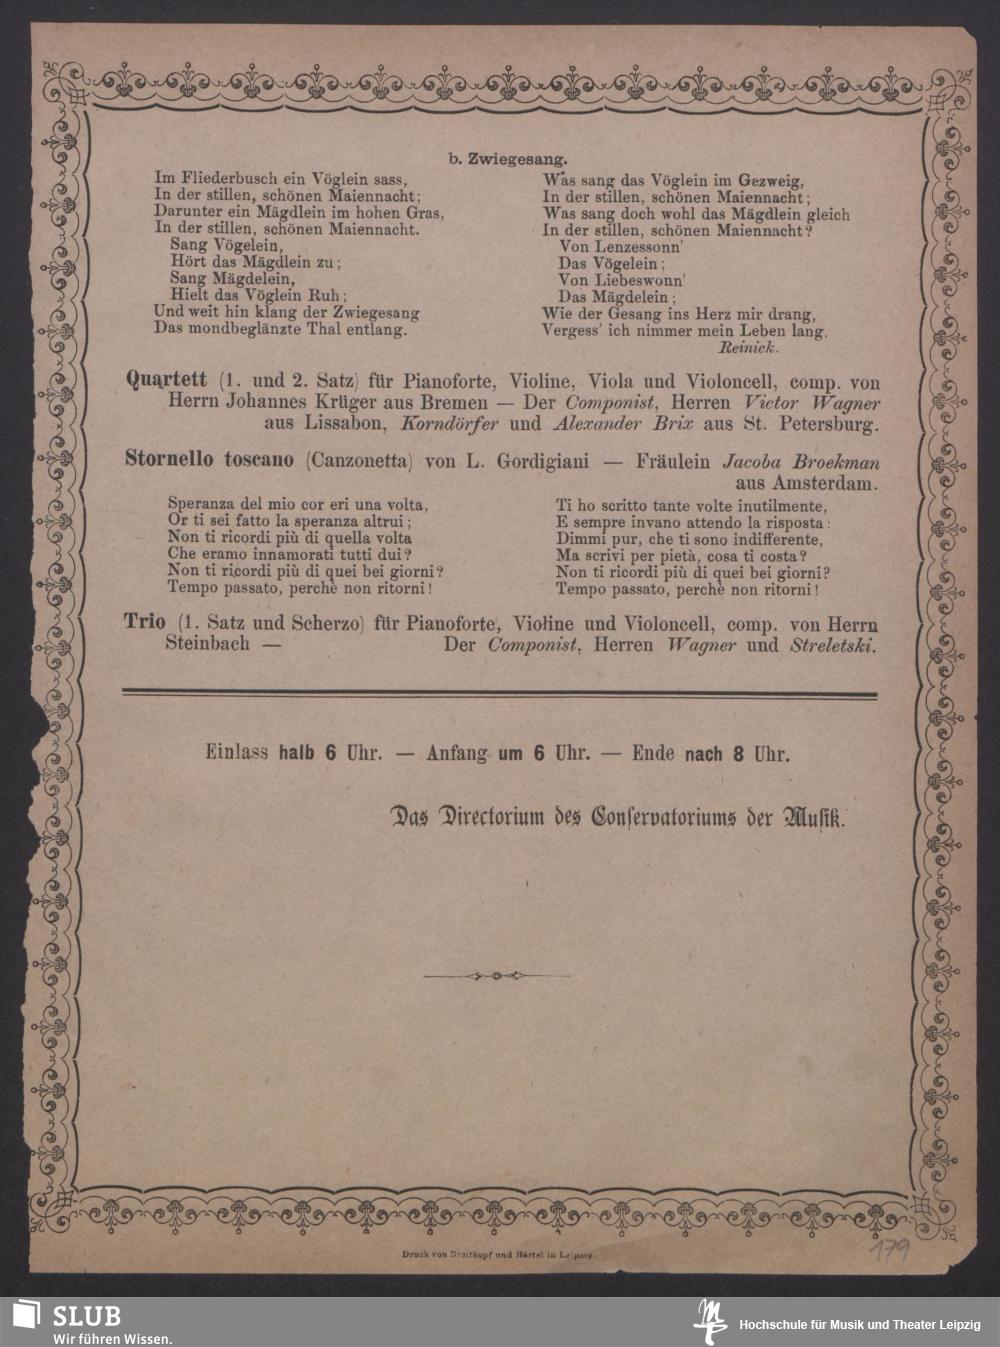 b. Zwiegesang.
Im Fliederbusch ein Vöglein sass,
In der stillen, schönen Maiennacht;
Darunter ein Mägdlein im hohen Gras,
In der stillen, schönen Maiennacht.
Sang Vögelein,
Hört das Mägdlein zu;
Sang Mägdelein,
Hielt das Vöglein Ruh;
Und weit hin klang der Zwiegesang
Das mondbeglänzte Thal entlang.
Was sang das Vöglein im Gezweig,
In der stillen, schönen Maiennacht;
Was sang doch wohl das Mägdlein gleich
In der stillen, schönen Maiennacht?
Von Lenzessonn'
Das Vögelein;
Von Liebeswonn'
Das Mägdelein;
Wie der Gesang ins Herz mir drang,
Vergess' ich nimmer mein Leben lang.
Reinick.
Quartett (1. und 2. Satz) für Pianoforte, Violine, Viola und Violoncell, comp. von
Herrn Johannes Krüger aus Bremen — Der Componist, Herren Victor Wagner
aus Lissabon, Korndörfer und Alexander Brix aus St. Petersburg.
Stornello toscano (Canzonetta) von L. Gordigiani — Fräulein Jacoba Broekman
aus Amsterdam.
Speranza del mio cor eri una volta,
Or ti sei fatto la speranza altrui;
Non ti ricordi più di quella volta
Che eramo innamorati tutti dui?
Non ti ricordi più di quei bei giorni?
Tempo passato, perchè non ritorni!
Ti ho scritto tante volte inutilmente,
E sempre invano attendo la risposta:
Dimmi pur, che ti sono indifferente,
Ma scrivi per pietà, cosa ti costa?
Non ti ricordi più di quei bei giorni?
Tempo passato, perchè non ritorni!
Trio (1. Satz und Scherzo) für Pianoforte, Violine und Violoncell, comp. von Herrn
Steinbach — Der Componist, Herren Wagner und Streletski.
Einlass halb 6 Uhr. — Anfang um 6 Uhr. — Ende nach 8 Uhr.
Das Directorium des Conservatoriums der Musik.
Druck von Breitkopf und Härtel in Leipzig.
179
SLUB
Wir führen Wissen.
Hochschule für Musik und Theater Leipzig